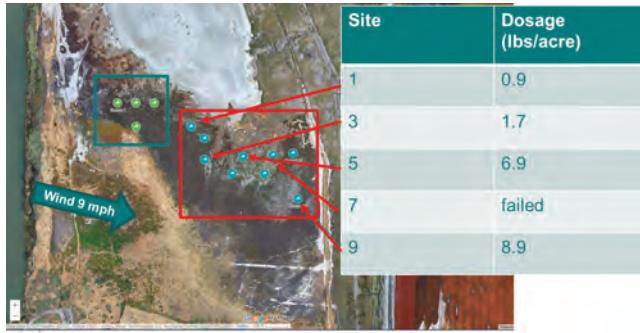 Site Dosage
(lbs/acre)
1 0.9
3 1.7
5 6.9
7 failed
9 8.9
Wind 9 mph
+
-